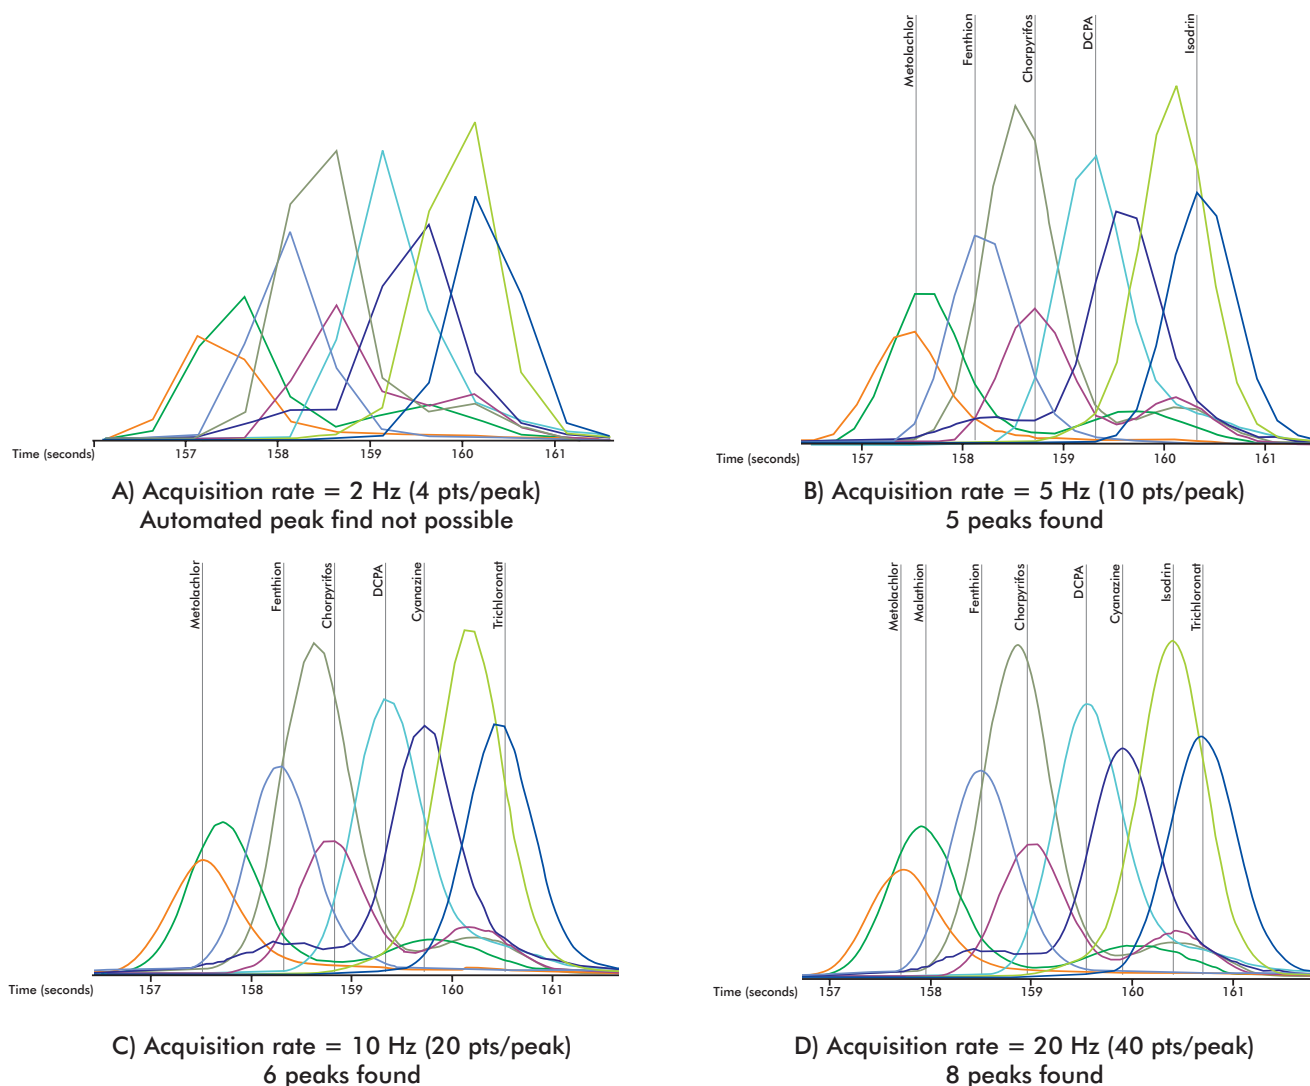 Metolachlor
Fenthion
Chorpyrifos
DCPA
Isodrin
Time (seconds)
157
158
159
160
161
A) Acquisition rate = 2 Hz (4 pts/peak)
Automated peak find not possible
Time (seconds)
157
158
159
160
161
B) Acquisition rate = 5 Hz (10 pts/peak)
5 peaks found
Metolachlor
Fenthion
Chorpyrifos
DCPA
Cyanazine
Trichloronat
Time (seconds)
157
158
159
160
161
C) Acquisition rate = 10 Hz (20 pts/peak)
6 peaks found
Metolachlor
Malathion
Fenthion
Chorpyrifos
DCPA
Cyanazine
Isodrin
Trichloronat
Time (seconds)
157
158
159
160
161
D) Acquisition rate = 20 Hz (40 pts/peak)
8 peaks found